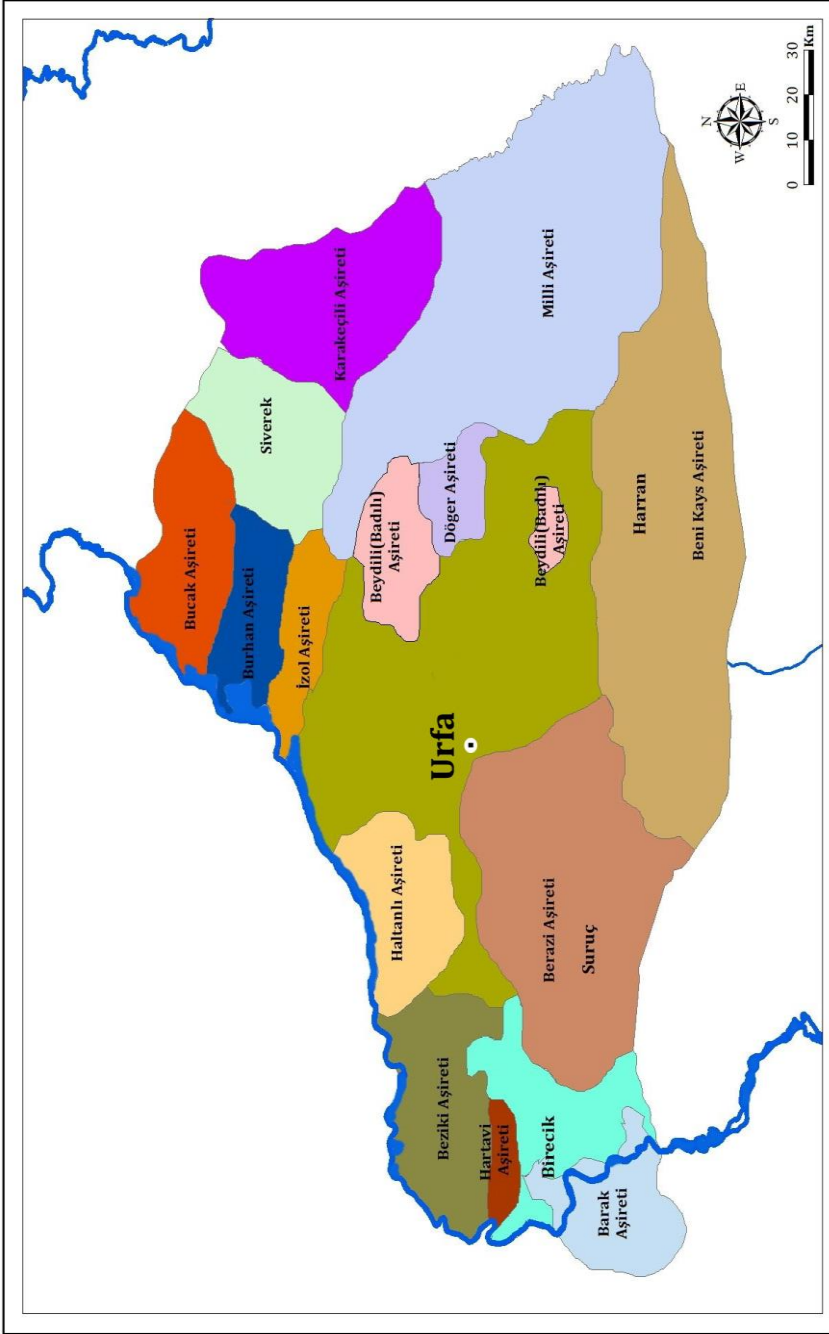 Bucak Aşireti
Karakeçili Aşireti
Siverek
Burhan Aşireti
İzol Aşireti
Beydili(Badıllı)
Aşireti
Milli Aşireti
Döger Aşireti
Haltanlı Aşireti
Urfa
Beziki Aşireti
Hartavi
Aşireti
Beydili(Badıllı)
Aşireti
Birecik
Berazi Aşireti
Suruç
Harran
Beni Kays Aşireti
Barak
Aşireti
N
W
E
S
0
10
20
30
Km